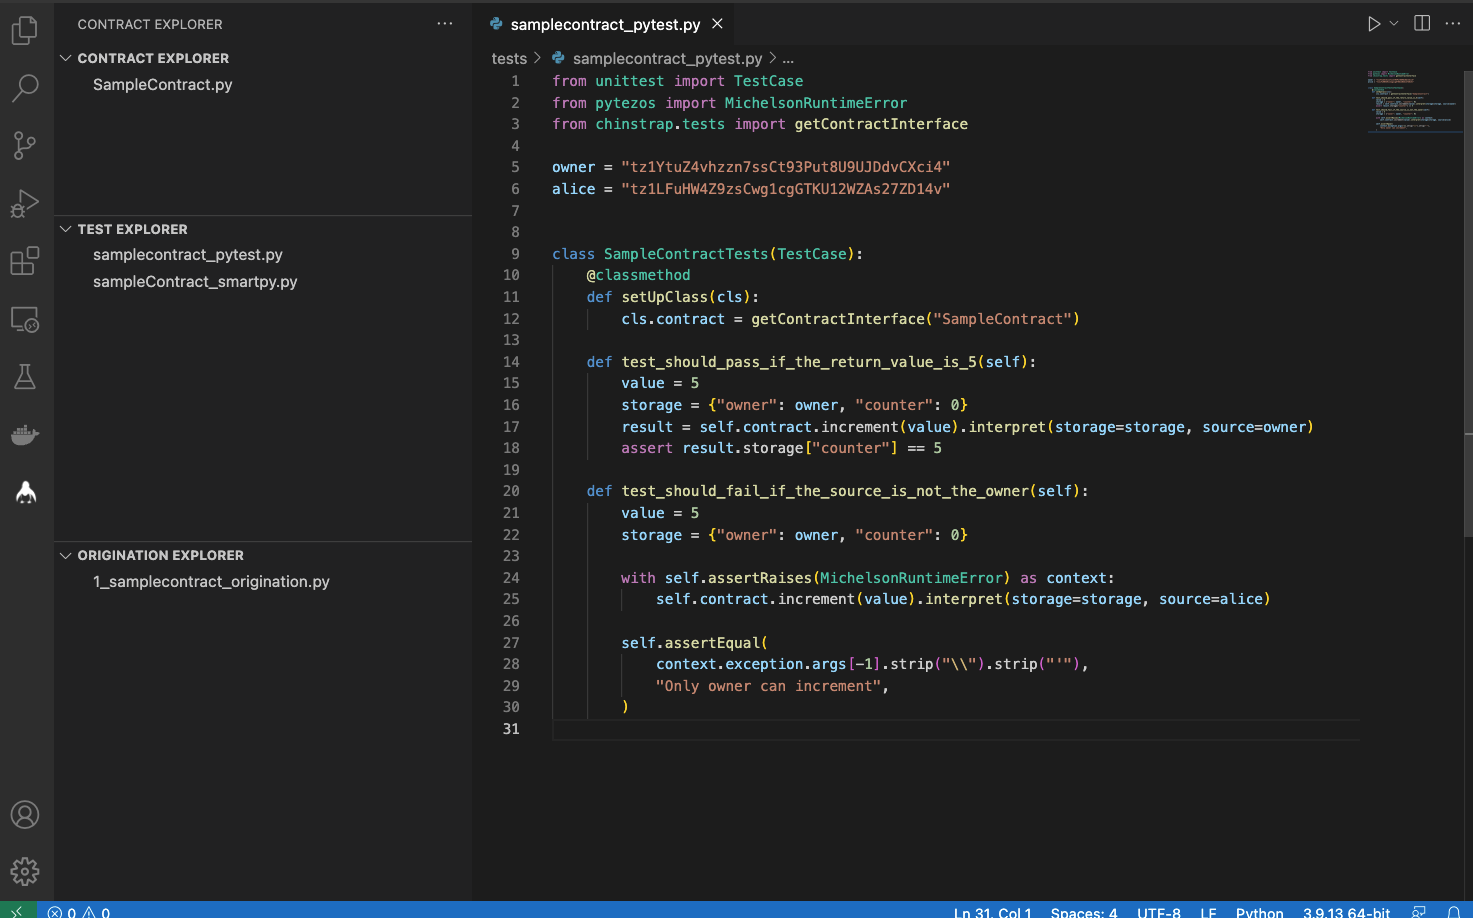 CONTRACT EXPLORER
...
CONTRACT EXPLORER
SampleContract.py
TEST EXPLORER
samplecontract_pytest.py
sampleContract_smartpy.py
ORIGINATION EXPLORER
1_samplecontract_origination.py
samplecontract_pytest.py
...
tests > samplecontract_pytest.py > ...
1 from unittest import TestCase
2 from pytezos import MichelsonRuntimeError
3 from chinstrap.tests import getContractInterface
4
5 owner = "tz1YtuZ4vhzzn7ssCt93Put8U9UJDdvCXci4"
6 alice = "tz1LFuHW4Z9zsCwg1cgGTKU12WZAs27ZD14v"
7
8
9 class SampleContractTests(TestCase):
10     @classmethod
11     def setUpClass(cls):
12         cls.contract = getContractInterface("SampleContract")
13
14     def test_should_pass_if_the_return_value_is_5(self):
15         value = 5
16         storage = {"owner": owner, "counter": 0}
17         result = self.contract.increment(value).interpret(storage=storage, source=owner)
18         assert result.storage["counter"] == 5
19
20     def test_should_fail_if_the_source_is_not_the_owner(self):
21         value = 5
22         storage = {"owner": owner, "counter": 0}
23
24         with self.assertRaises(MichelsonRuntimeError) as context:
25             self.contract.increment(value).interpret(storage=storage, source=alice)
26
27         self.assertEqual(
28             context.exception.args[-1].strip("\\").strip("'"),
29             "Only owner can increment",
30         )
31
0 0
Ln 31, Col 1 Spaces: 4 UTF-8 LF Python 3.9.13 64-bit